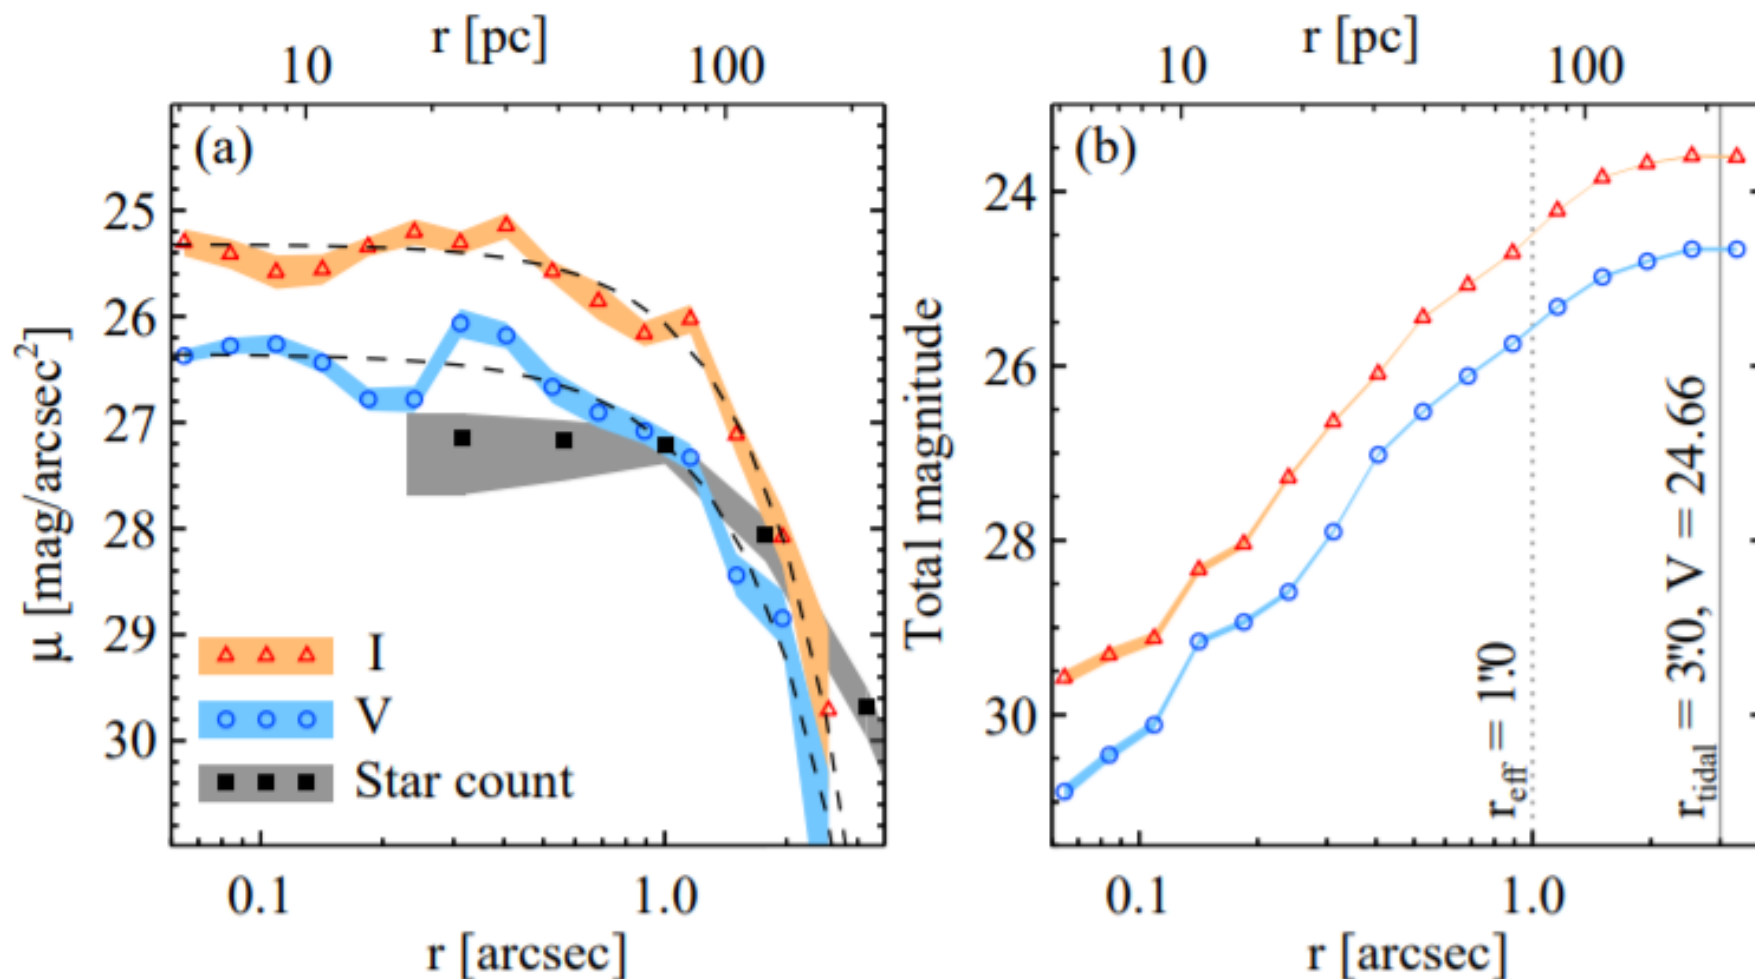 r [pc]
10
100
(a)
25
26
27
28
29
30
μ [mag/arcsec²]
I
V
Star count
0.1
1.0
r [arcsec]
r [pc]
10
100
(b)
24
26
28
30
Total magnitude
r_eff = 1."0
r_tidal = 3."0, V = 24.66
0.1
1.0
r [arcsec]